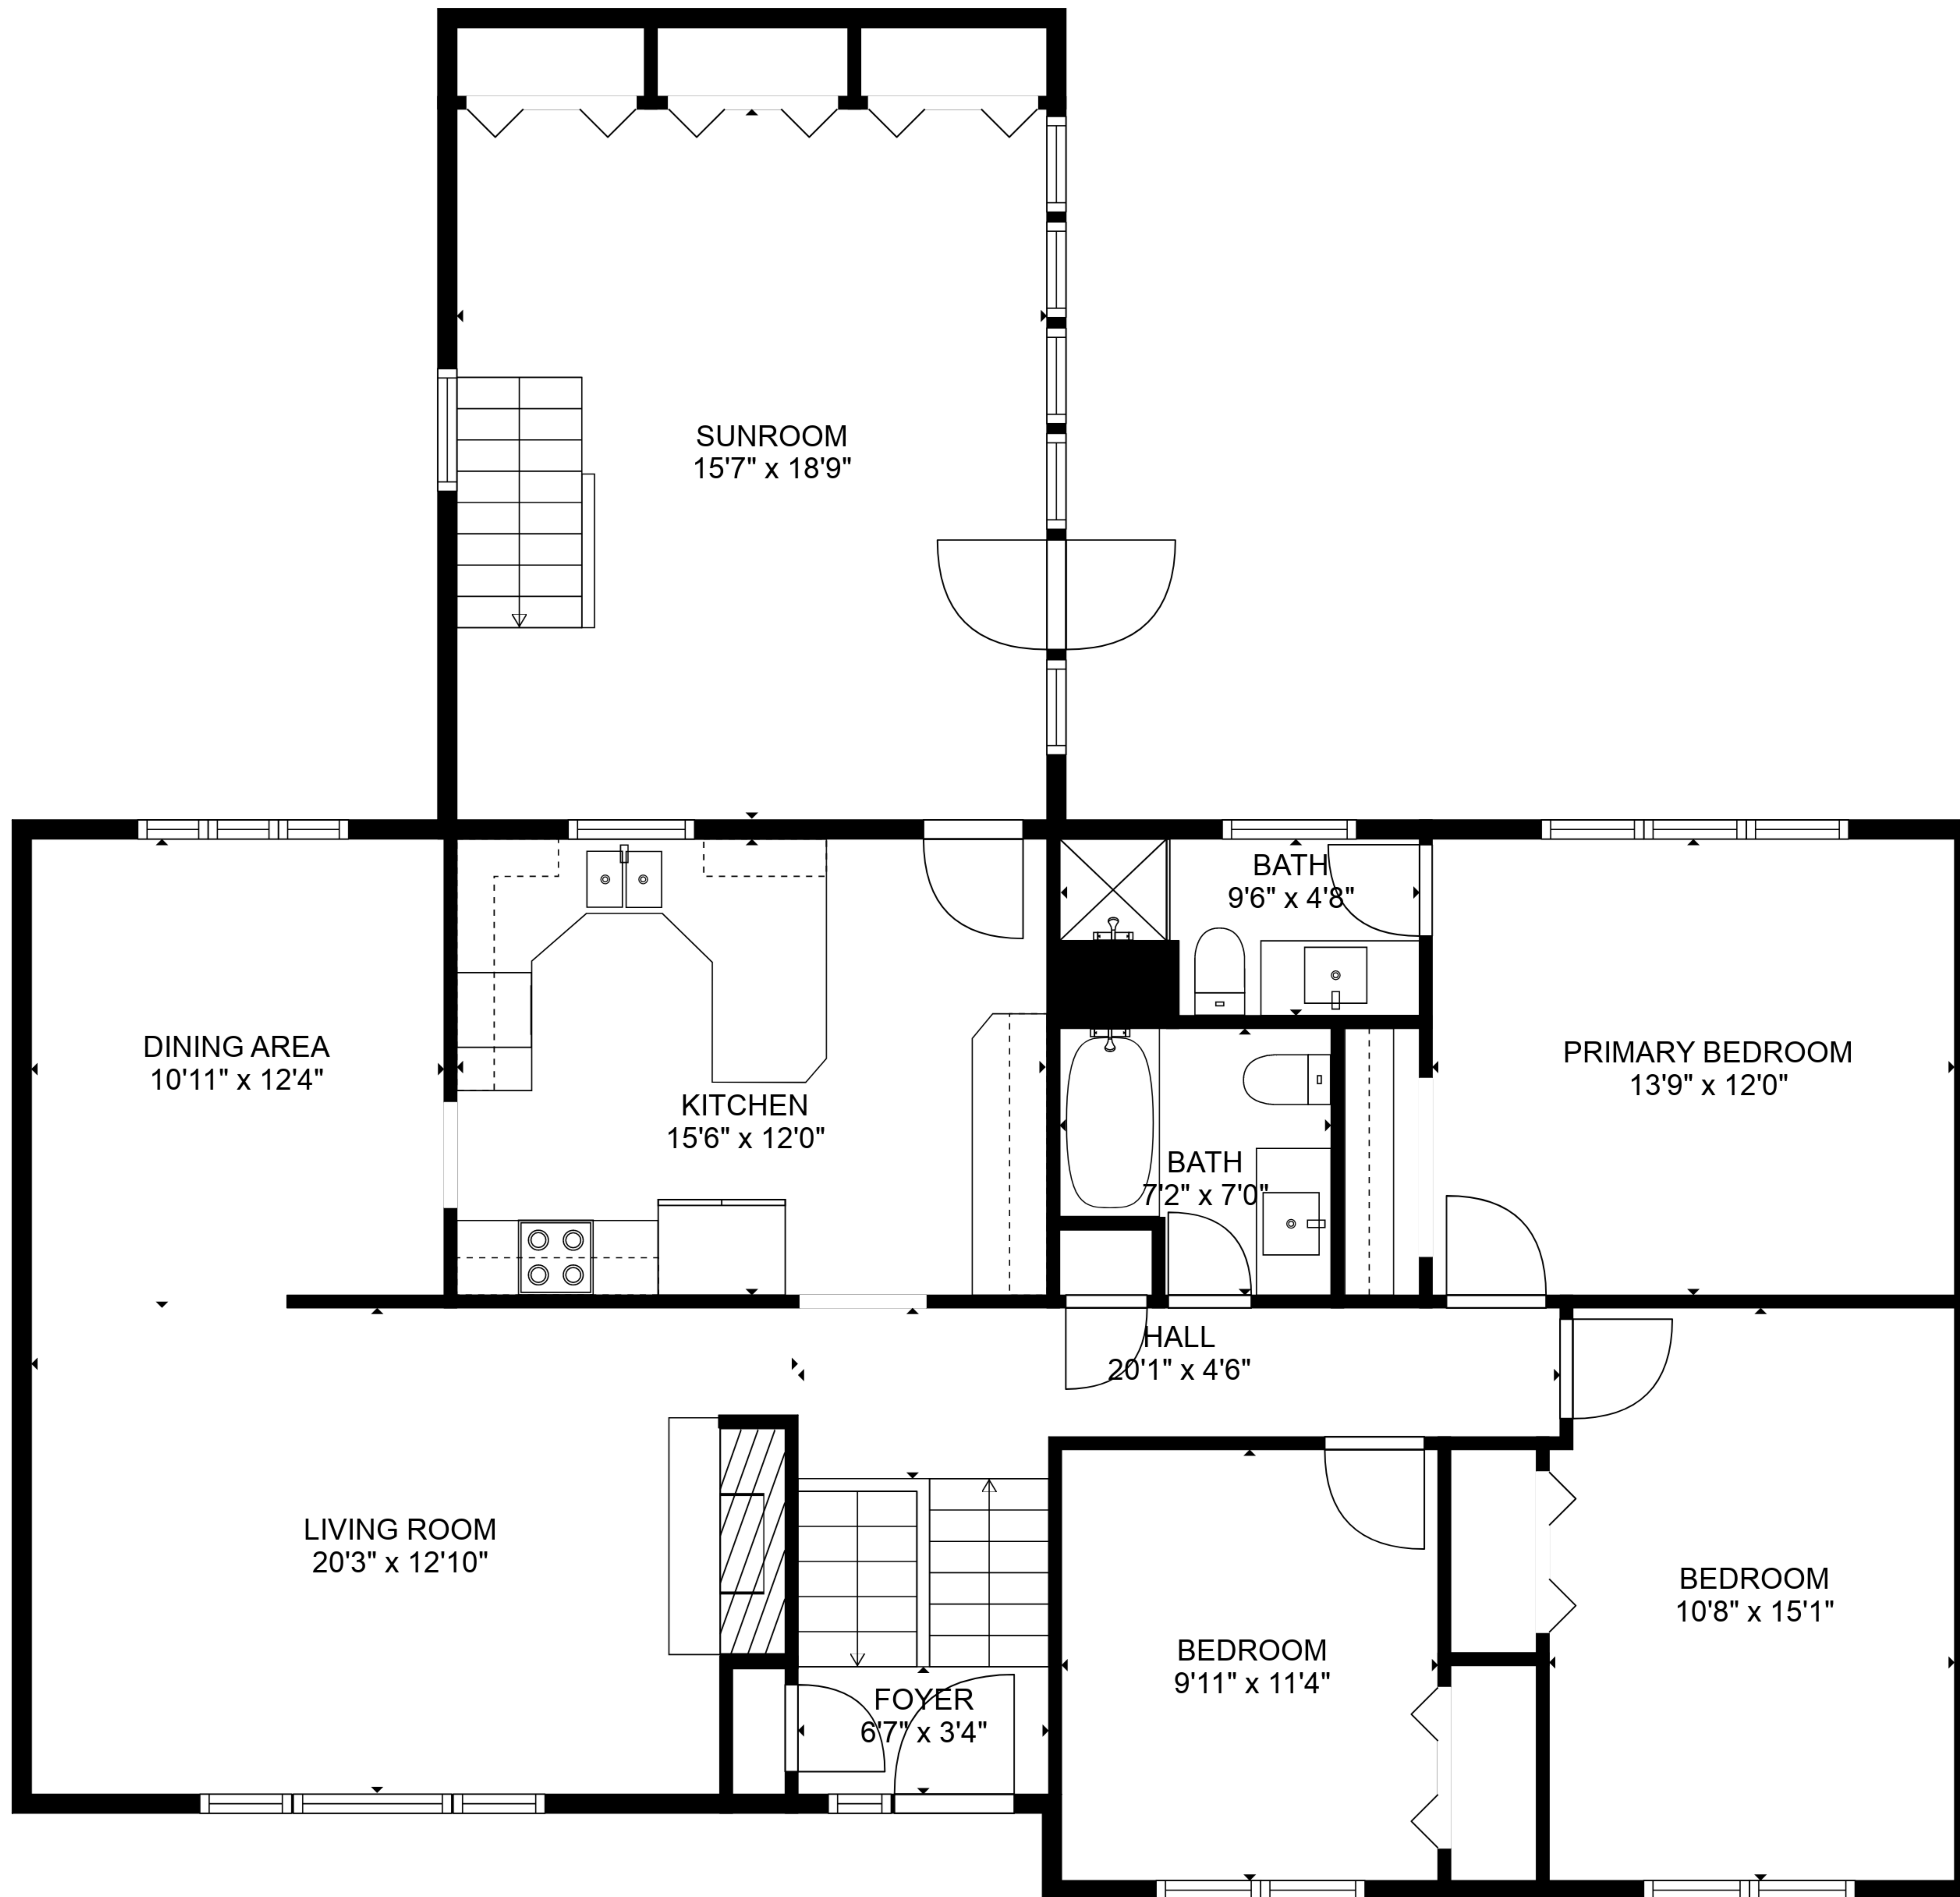 SUNROOM
15'7" x 18'9"
BATH
9'6" x 4'8"
DINING AREA
10'11" x 12'4"
PRIMARY BEDROOM
13'9" x 12'0"
KITCHEN
15'6" x 12'0"
BATH
7'2" x 7'0"
HALL
20'1" x 4'6"
LIVING ROOM
20'3" x 12'10"
BEDROOM
10'8" x 15'1"
BEDROOM
9'11" x 11'4"
FOYER
6'7" x 3'4"